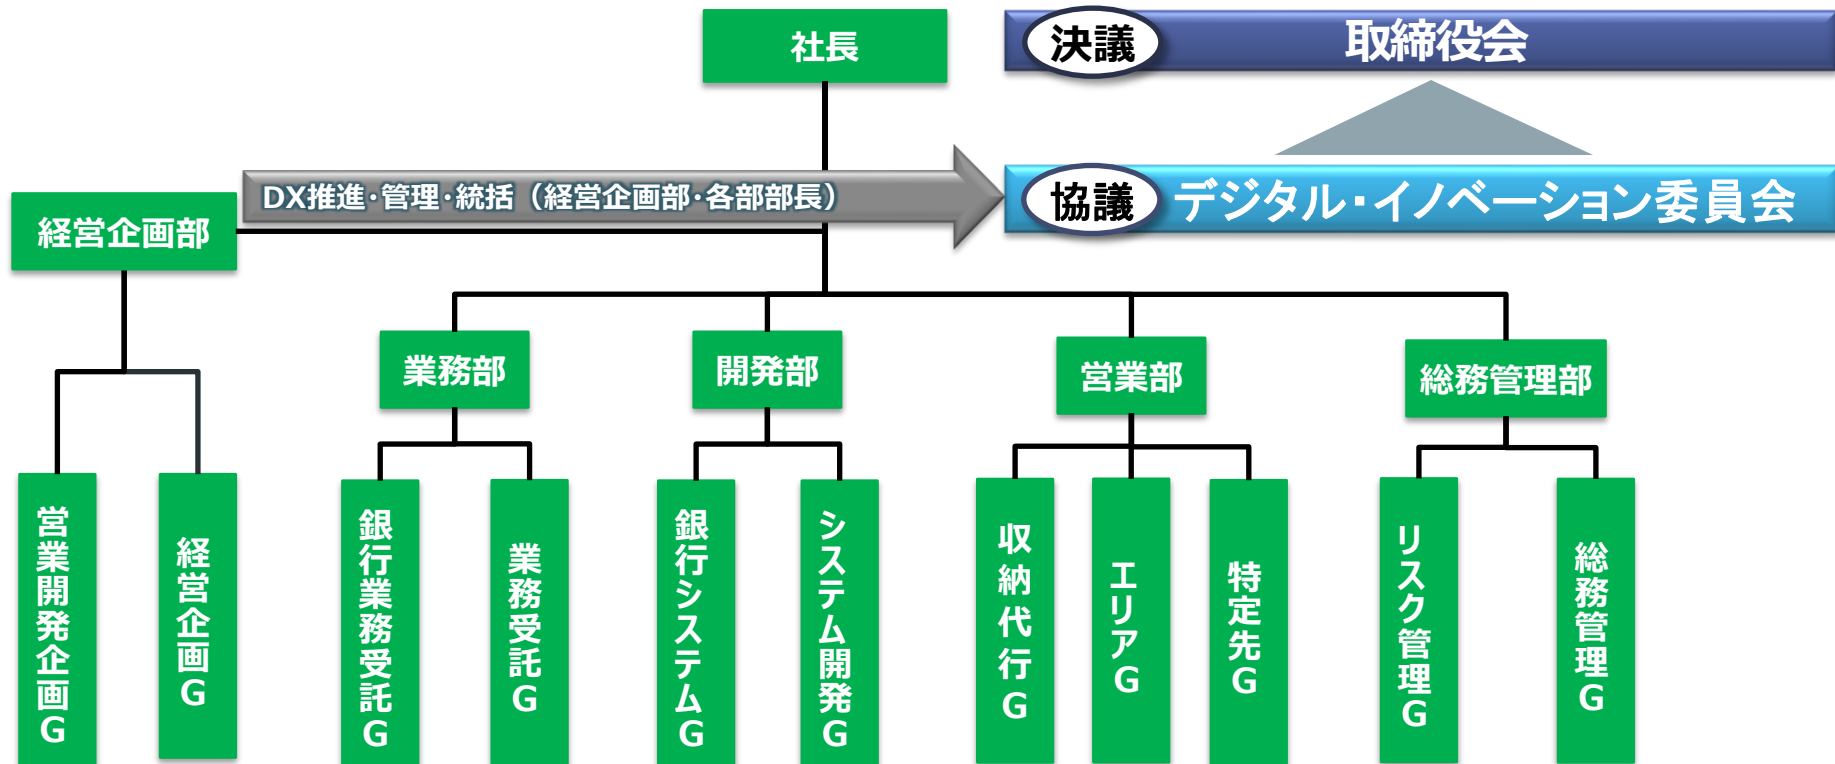 社長
決議
取締役会
DX推進・管理・統括（経営企画部・各部部長）
協議
デジタル・イノベーション委員会
経営企画部
業務部
開発部
営業部
総務管理部
営業開発企画G
経営企画G
銀行業務受託G
業務受託G
銀行システムG
システム開発G
収納代行G
エリアG
特定先G
リスク管理G
総務管理G